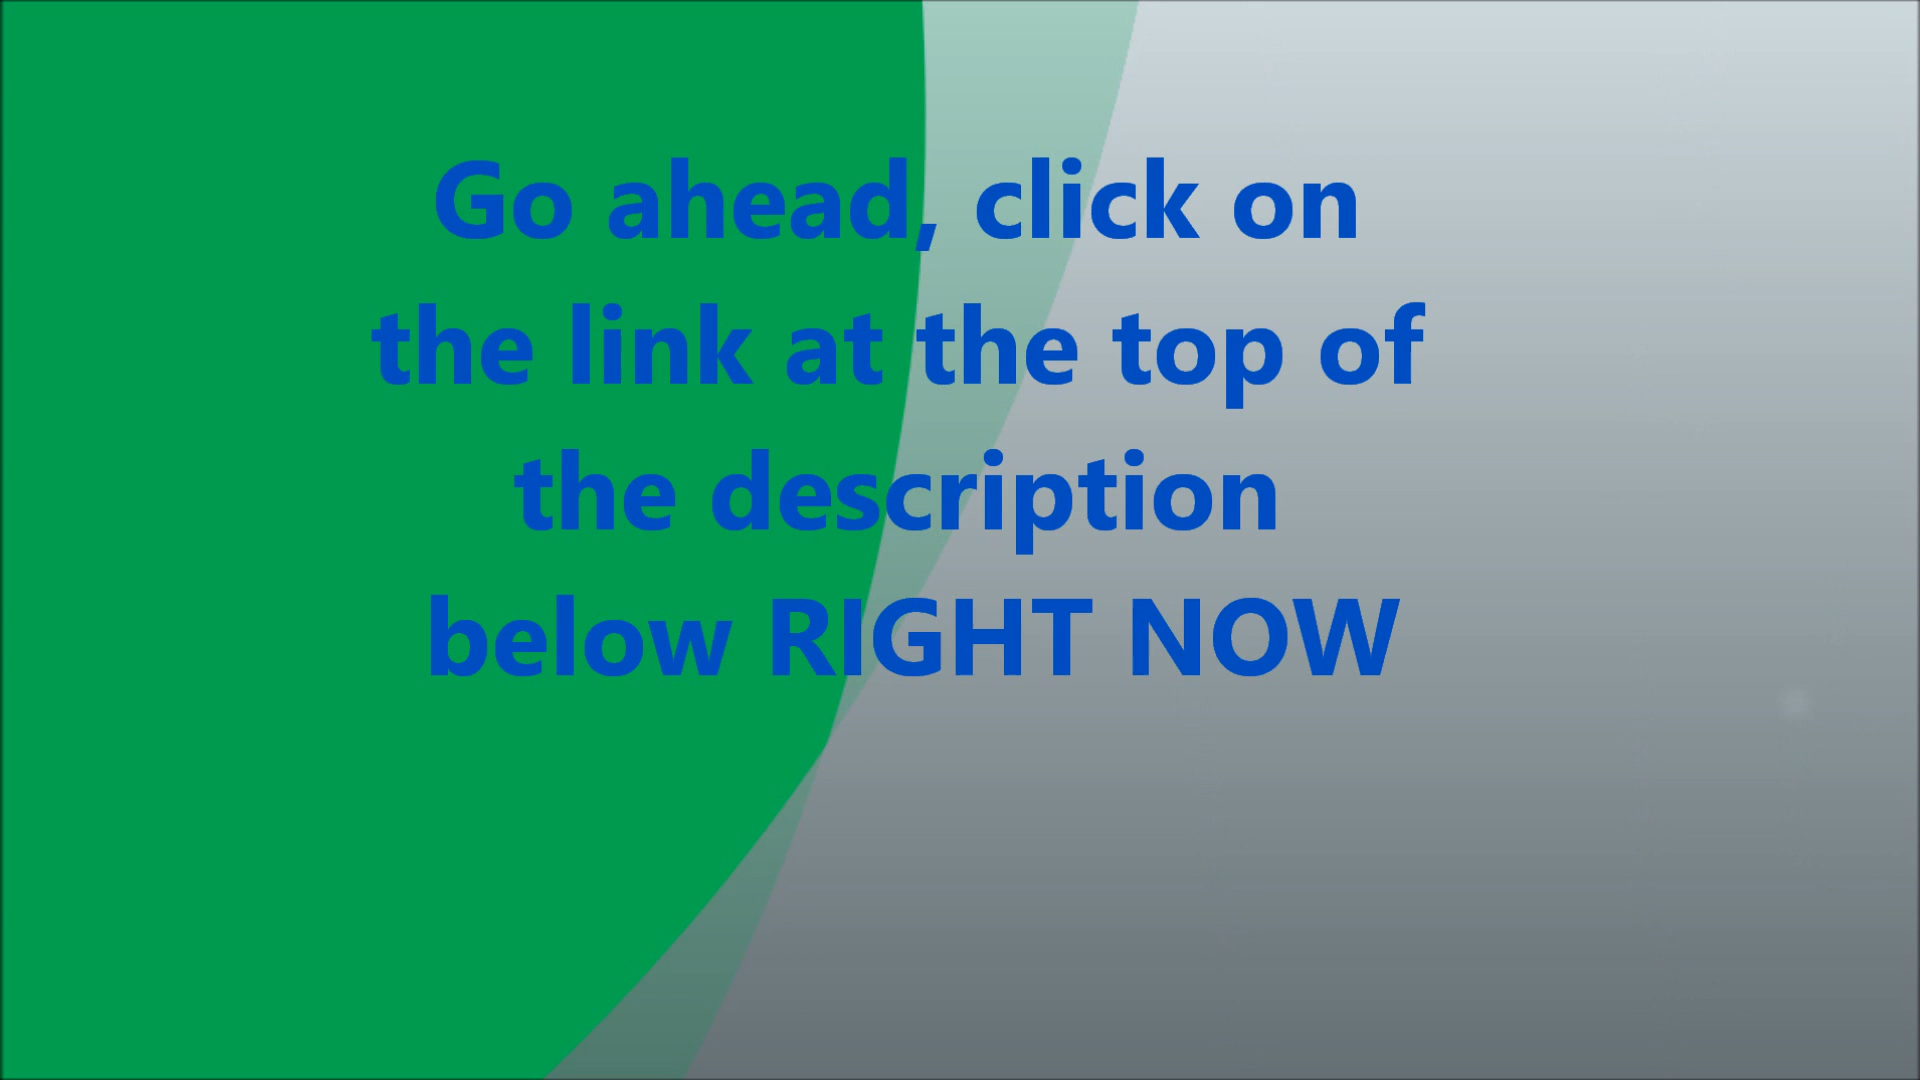 Go ahead, click on
the link at the top of
the description
below RIGHT NOW